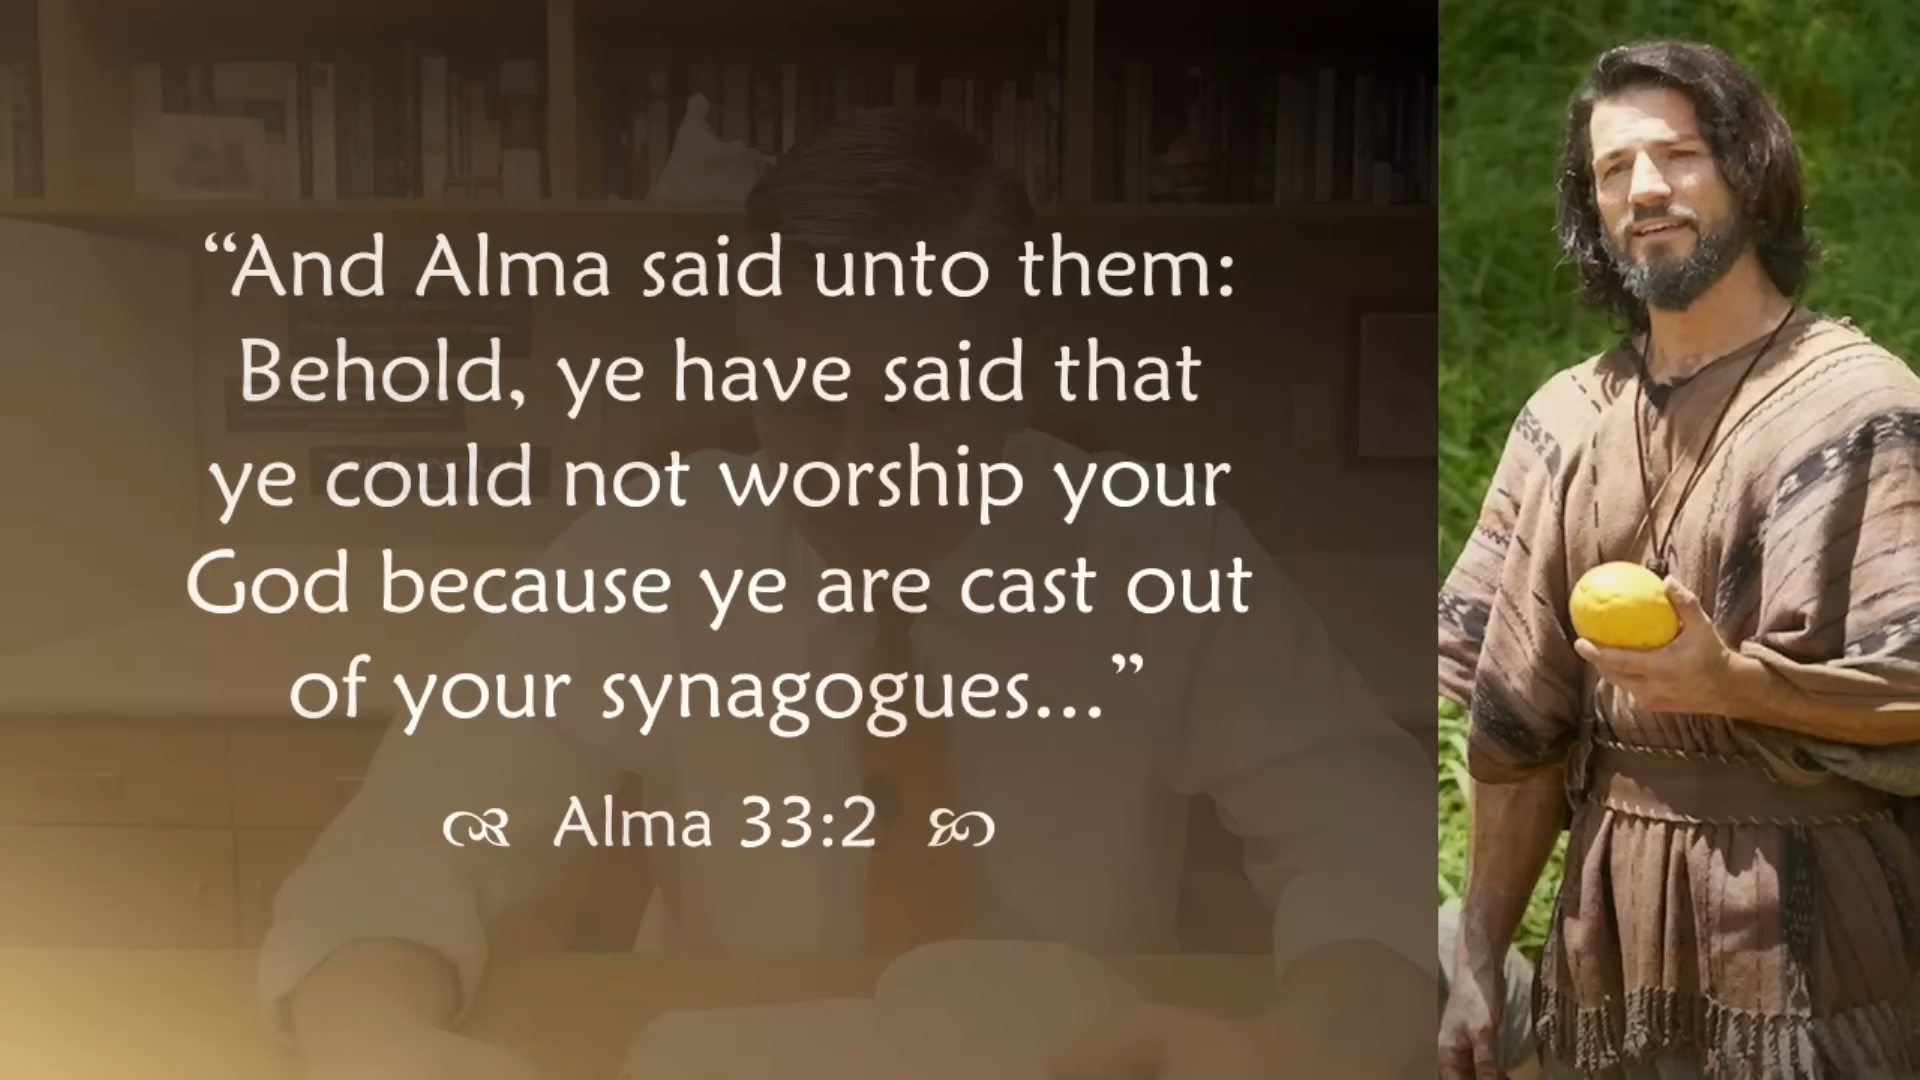 “And Alma said unto them:
Behold, ye have said that
ye could not worship your
God because ye are cast out
of your synagogues...”
Alma 33:2